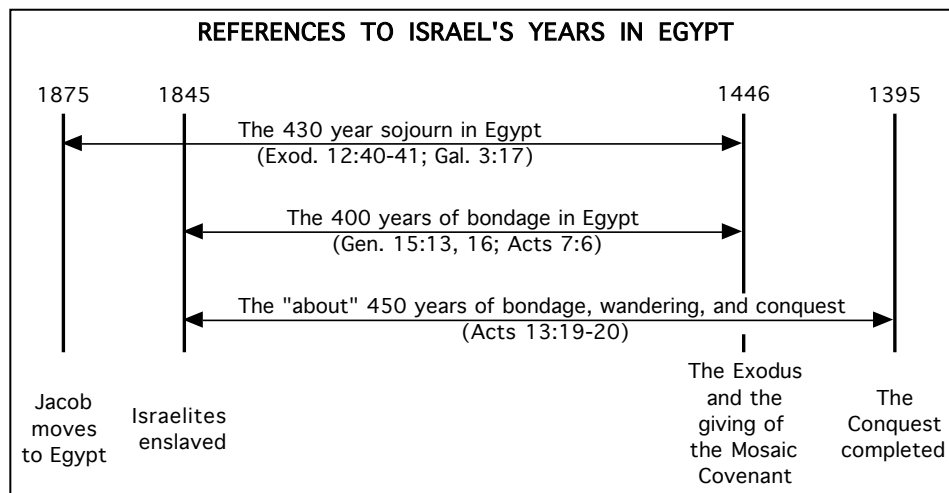 REFERENCES TO ISRAEL'S YEARS IN EGYPT
1875
1845
1446
1395
The 430 year sojourn in Egypt
(Exod. 12:40-41; Gal. 3:17)
The 400 years of bondage in Egypt
(Gen. 15:13, 16; Acts 7:6)
The "about" 450 years of bondage, wandering, and conquest
(Acts 13:19-20)
Jacob
moves
to Egypt
Israelites
enslaved
The Exodus
and the
giving of
the Mosaic
Covenant
The
Conquest
completed